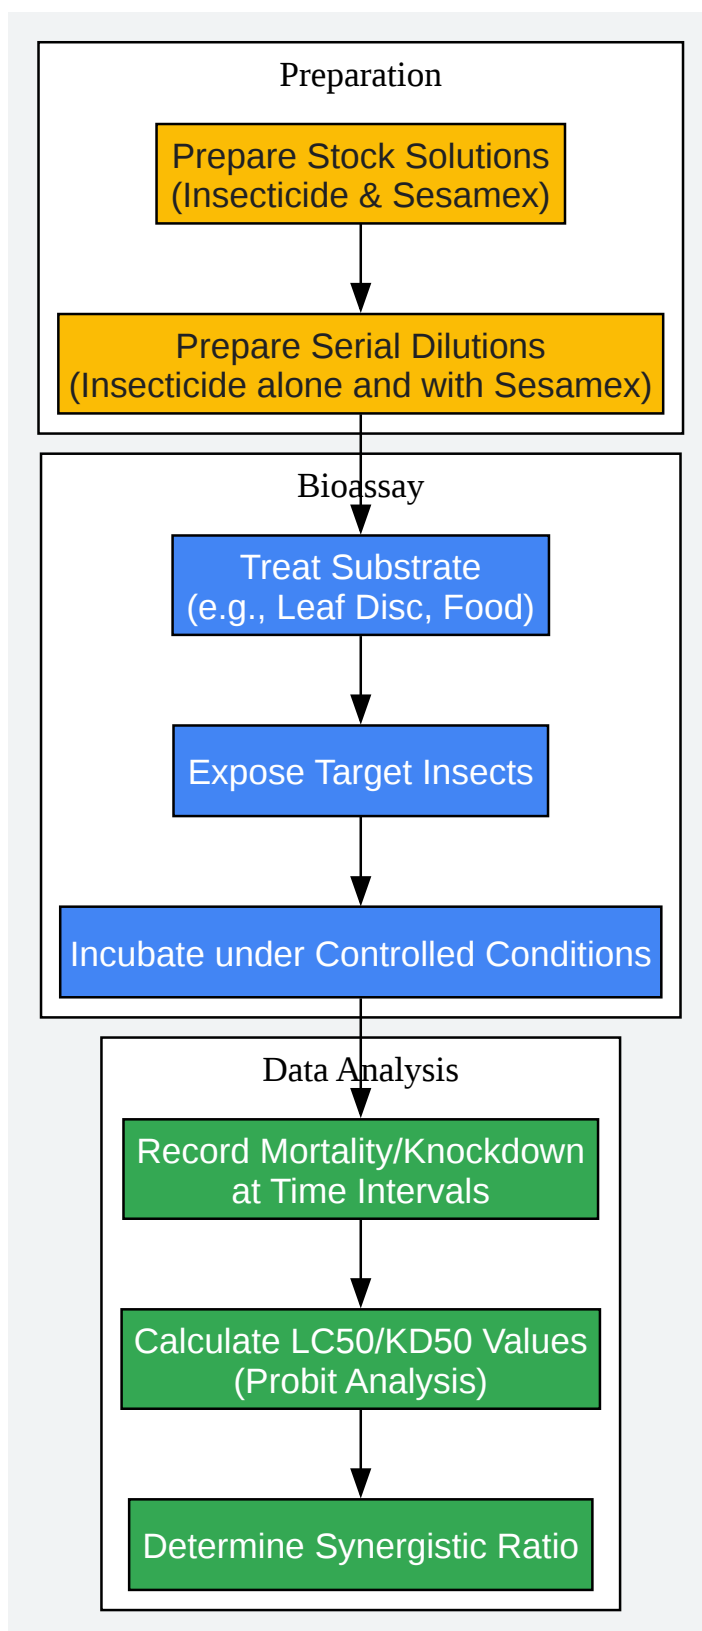 Preparation
Prepare Stock Solutions
(Insecticide & Sesamex)
Prepare Serial Dilutions
(Insecticide alone and with Sesamex)
Bioassay
Treat Substrate
(e.g., Leaf Disc, Food)
Expose Target Insects
Incubate under Controlled Conditions
Data Analysis
Record Mortality/Knockdown
at Time Intervals
Calculate LC50/KD50 Values
(Probit Analysis)
Determine Synergistic Ratio